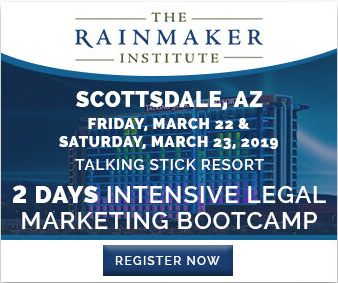 THE
RAINMAKER
INSTITUTE
SCOTTSDALE, AZ
FRIDAY, MARCH 22 &
SATURDAY, MARCH 23, 2019
TALKING STICK RESORT
2 DAYS INTENSIVE LEGAL
MARKETING BOOTCAMP
REGISTER NOW